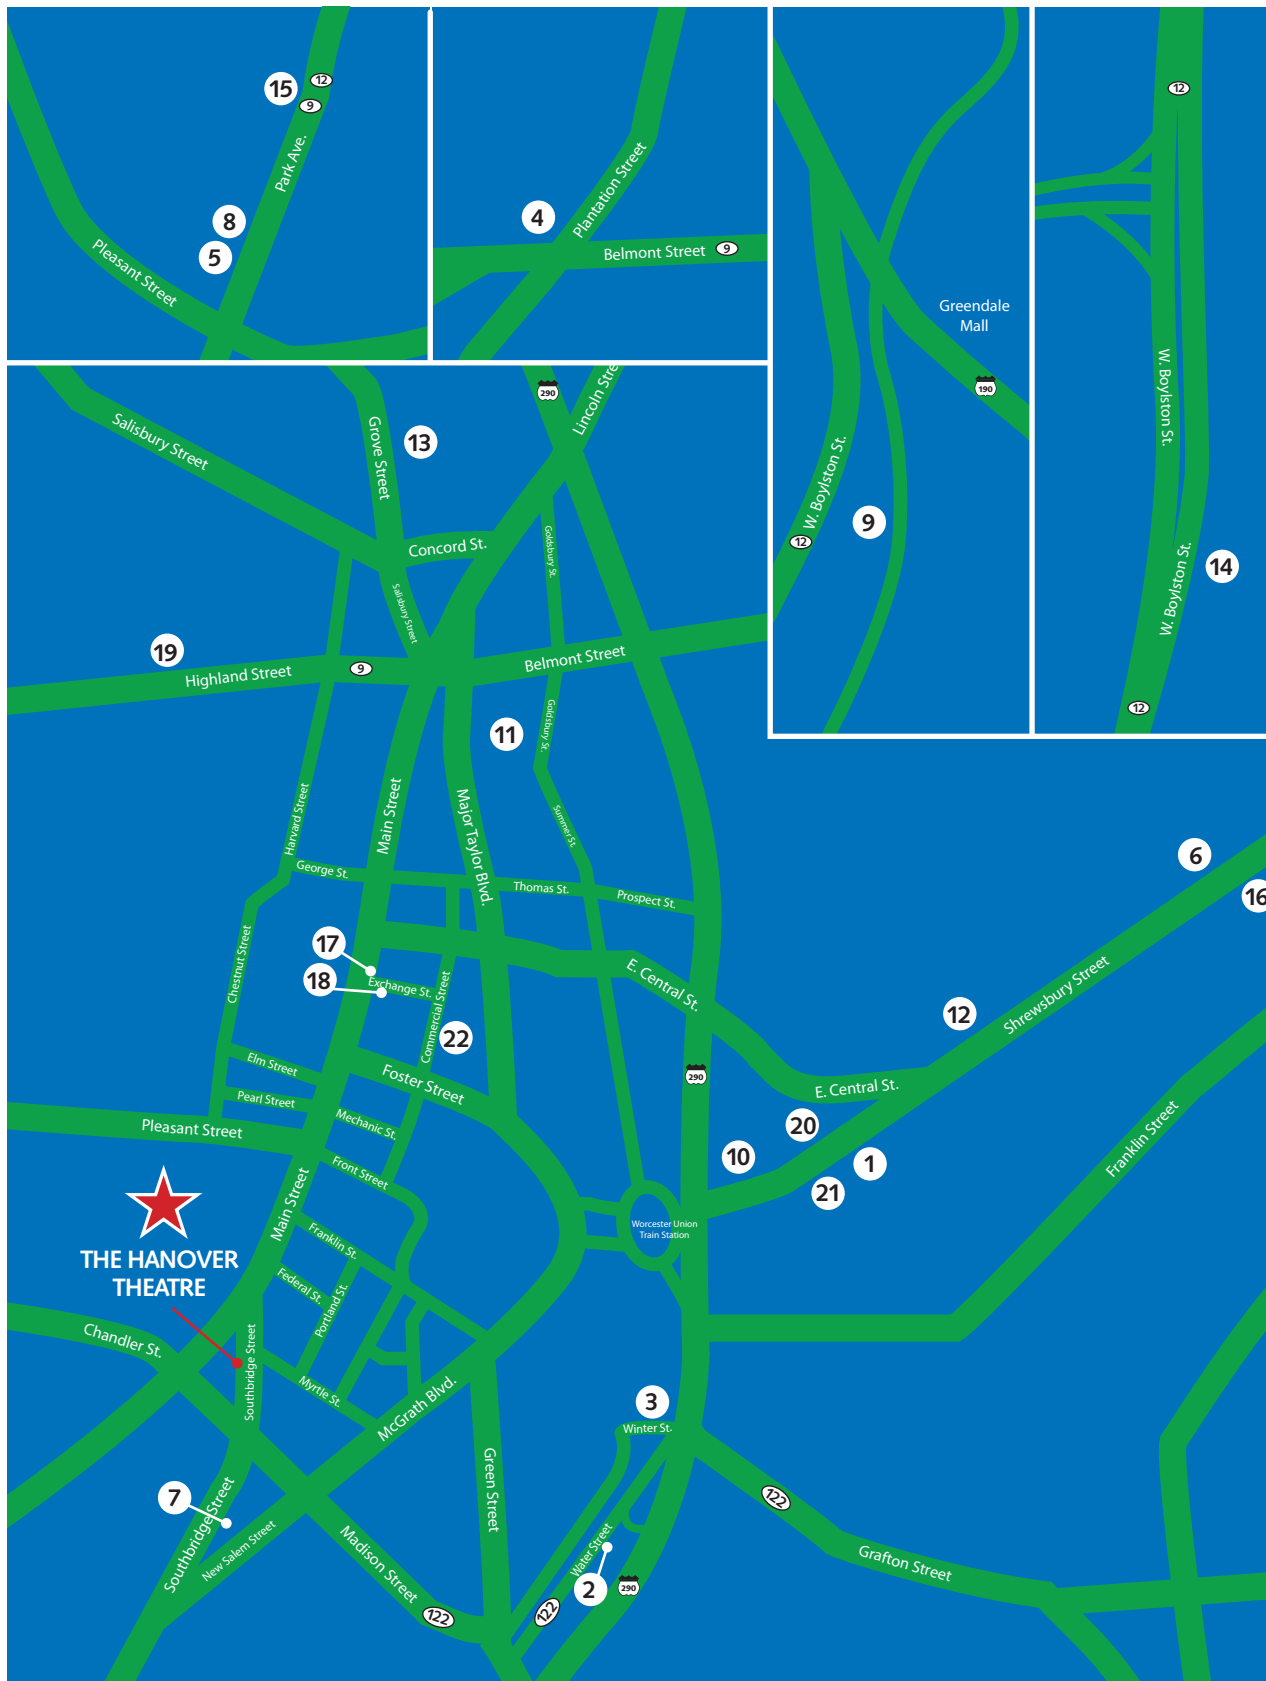 15
12
9
Park Ave.
8
5
Pleasant Street
4
Plantation Street
Belmont Street
9
Greendale
Mall
190
W. Boylston St.
12
9
12
W. Boylston St.
W. Boylston St.
14
12
290
Lincoln Stre
Salisbury Street
Grove Street
13
Concord St.
Goldsbury St.
Salisbury Street
19
Highland Street
9
Belmont Street
11
Goldsbury St.
Main Street
Major Taylor Blvd.
Harvard Street
Summer St.
George St.
Thomas St.
Prospect St.
6
16
17
18
Exchange St.
Chestnut Street
Commercial Street
22
E. Central St.
12
Shrewsbury Street
Elm Street
Foster Street
290
E. Central St.
Pearl Street
Mechanic St.
Pleasant Street
20
10
1
21
Franklin Street
Front Street
Main Street
Worcester Union
Train Station
Franklin St.
THE HANOVER
THEATRE
Federal St.
Portland St.
Chandler St.
Southbridge Street
Myrtle St.
McGrath Blvd.
3
Winter St.
Green Street
7
Southbridge Street
New Salem Street
Madison Street
122
122
Water Street
2
290
122
Grafton Street